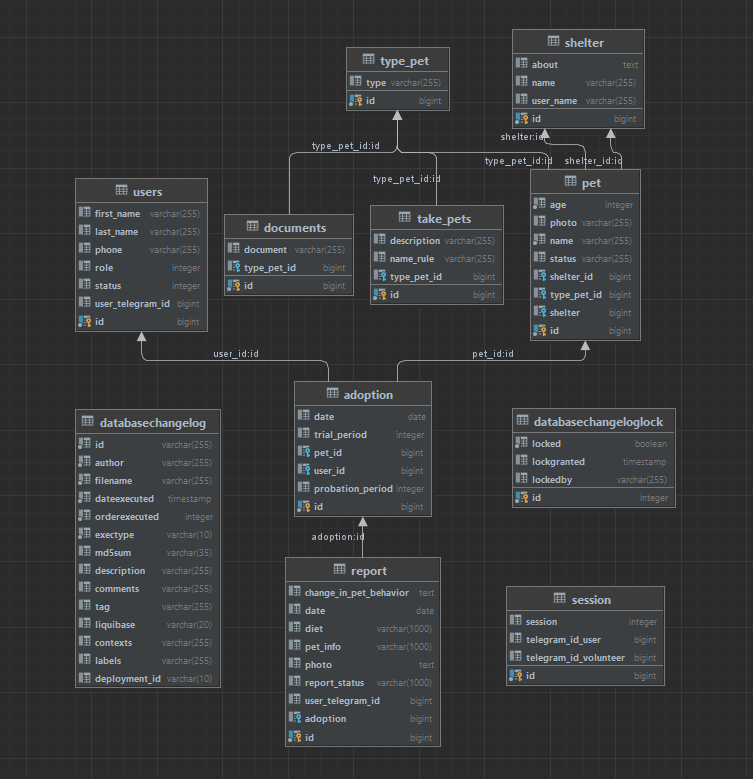 type_pet
type varchar(255)
id bigint
shelter
about text
name varchar(255)
user_name varchar(255)
id bigint
shelter:id
type_pet_id:id
type_pet_id:id
shelter_id:id
type_pet_id:id
users
first_name varchar(255)
last_name varchar(255)
phone varchar(255)
role integer
status integer
user_telegram_id bigint
id bigint
documents
document varchar(255)
type_pet_id bigint
id bigint
take_pets
description varchar(255)
name_rule varchar(255)
type_pet_id bigint
id bigint
pet
age integer
photo varchar(255)
name varchar(255)
status varchar(255)
shelter_id bigint
type_pet_id bigint
shelter bigint
id bigint
user_id:id
pet_id:id
adoption
date date
trial_period integer
pet_id bigint
user_id bigint
probation_period integer
id bigint
databasechangelog
id varchar(255)
author varchar(255)
filename varchar(255)
dateexecuted timestamp
orderexecuted integer
exectype varchar(10)
md5sum varchar(35)
description varchar(255)
comments varchar(255)
tag varchar(255)
liquibase varchar(20)
contexts varchar(255)
labels varchar(255)
deployment_id varchar(10)
databasechangeloglock
locked boolean
lockgranted timestamp
lockedby varchar(255)
id integer
adoption:id
report
change_in_pet_behavior text
date date
diet varchar(1000)
pet_info varchar(1000)
photo text
report_status varchar(1000)
user_telegram_id bigint
adoption bigint
id bigint
session
session integer
telegram_id_user bigint
telegram_id_volunteer bigint
id bigint